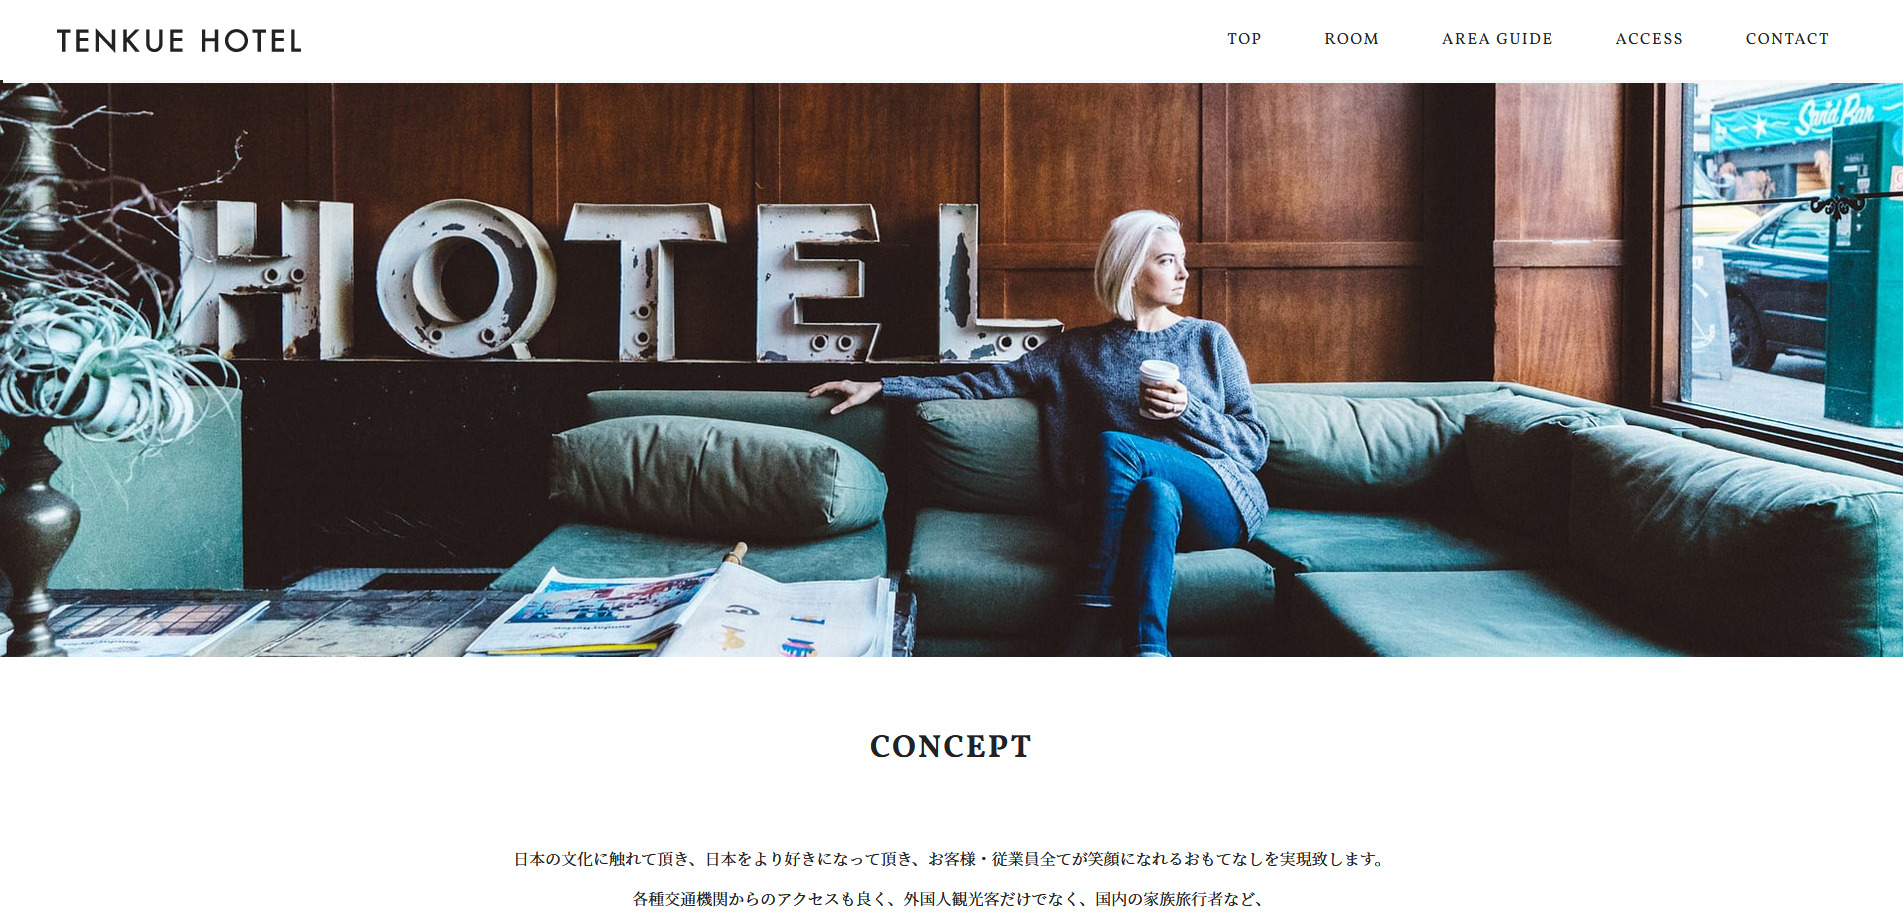 TENKUE HOTEL
TOP ROOM AREA GUIDE ACCESS CONTACT
Sand Bar
HOTEL
CONCEPT
日本の文化に触れて頂き、日本をより好きになって頂き、お客様・従業員全てが笑顔になれるおもてなしを実現致します。
各種交通機関からのアクセスも良く、外国人観光客だけでなく、国内の家族旅行者など、